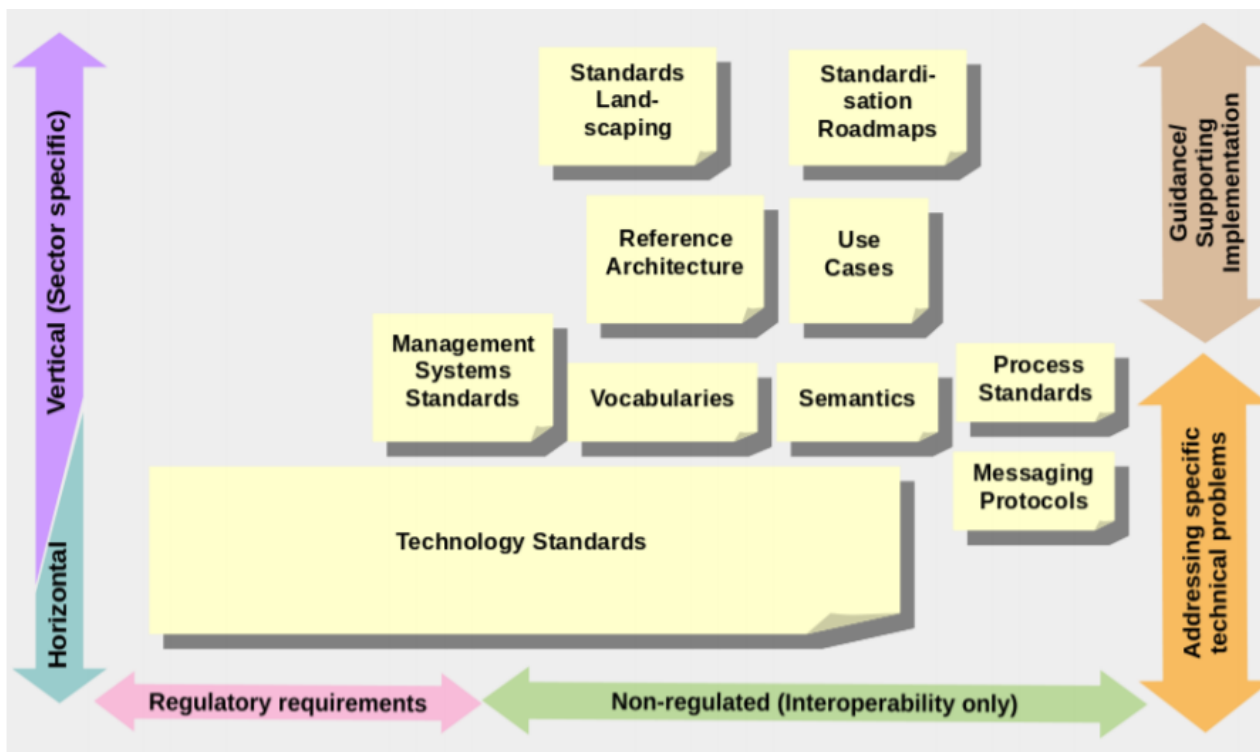 Standards
Land-
scaping
Standardi-
sation
Roadmaps
Reference
Architecture
Use
Cases
Management
Systems
Standards
Vocabularies
Semantics
Process
Standards
Messaging
Protocols
Technology Standards
Vertical (Sector specific)
Horizontal
Guidance/
Supporting
Implementation
Addressing specific
technical problems
Regulatory requirements
Non-regulated (Interoperability only)